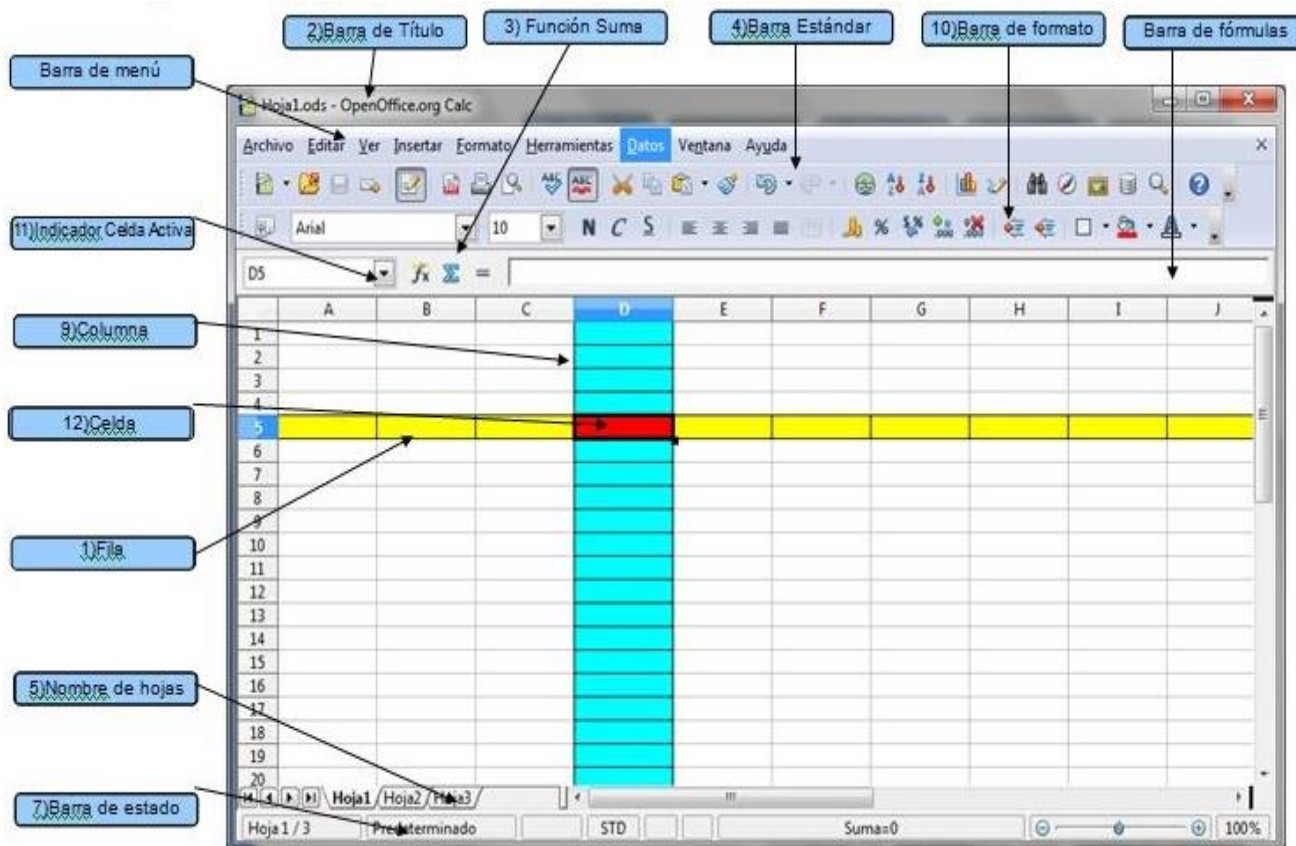 2)Barra de Título
3) Función Suma
4)Barra Estándar
10)Barra de formato
Barra de fórmulas
Barra de menú
Hoja1.ods - OpenOffice.org Calc
Archivo Editar Ver Insertar Formato Herramientas Datos Ventana Ayuda
11)Indicador Celda Activa
Arial 10 N C S
D5 fx Σ =
A B C D E F G H I J
9)Columna
1
2
3
4
12)Celda
5
6
7
8
9
1)Fila
10
11
12
13
14
15
5)Nombre de hojas
16
17
18
19
20
7)Barra de estado
Hoja1 Hoja2 Hoja3
Hoja 1 / 3 Predeterminado STD Suma=0 100%